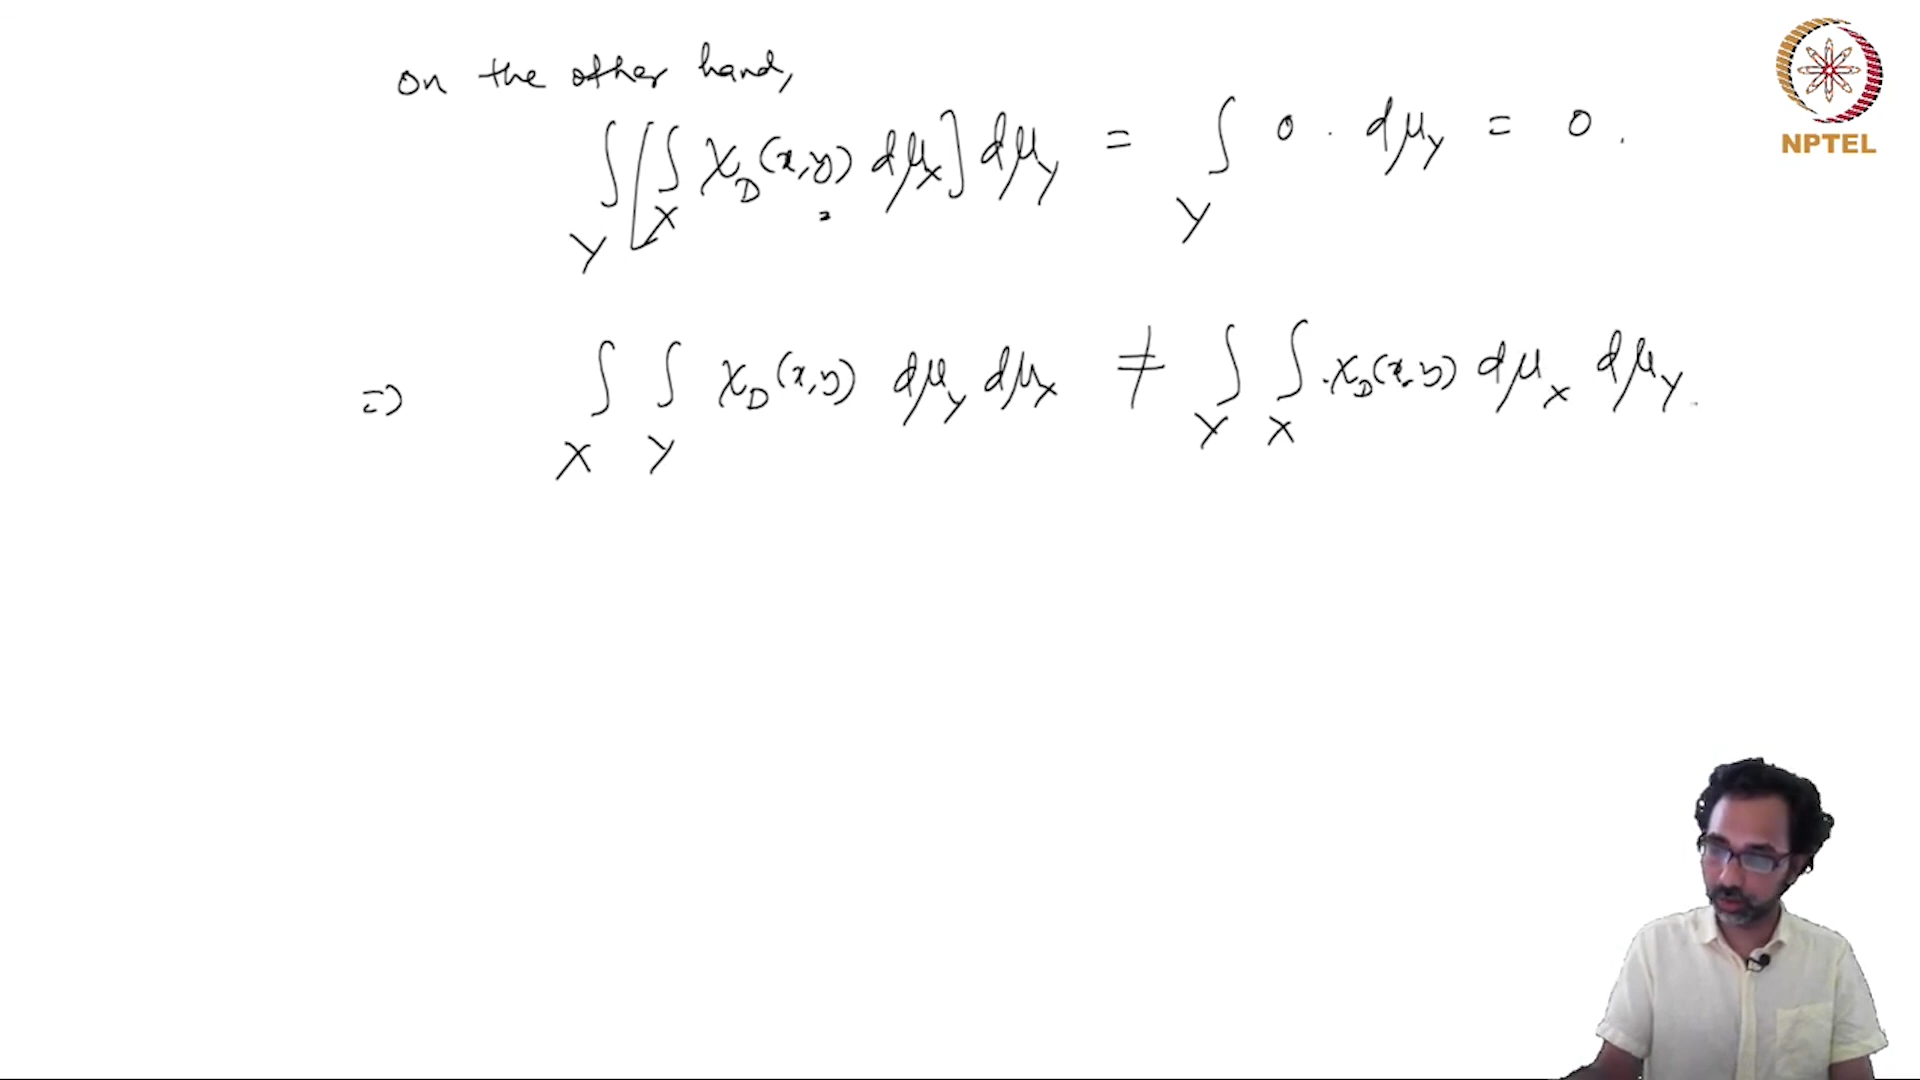 on the other hand,
∫_Y [∫_X χ_D(x,y) dμ_X] dμ_Y = ∫_Y 0 · dμ_Y = 0 .
⇒ ∫_X ∫_Y χ_D(x,y) dμ_Y dμ_X ≠ ∫_Y ∫_X χ_D(x,y) dμ_X dμ_Y.
NPTEL